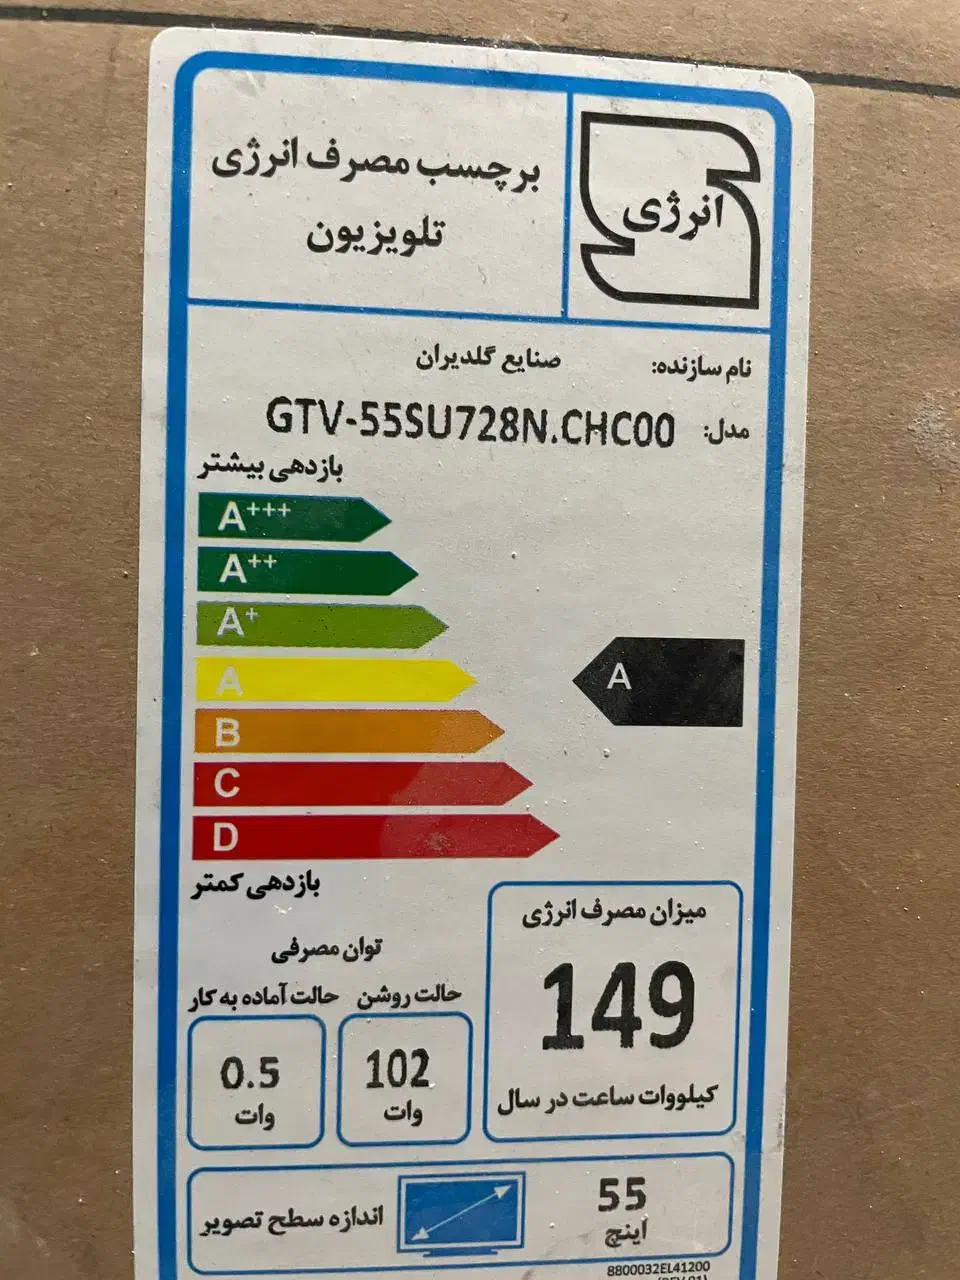 برچسب مصرف انرژی
تلویزیون
انرژی
نام سازنده: صنایع گلدیران
مدل: GTV-55SU728N.CHC00
بازدهی بیشتر
A+++
A++
A+
A
A
B
C
D
بازدهی کمتر
میزان مصرف انرژی
149
کیلووات ساعت در سال
توان مصرفی
حالت روشن
102
وات
حالت آماده به کار
0.5
وات
اندازه سطح تصویر
55
اینچ
8800032EL41200
(REV.01)